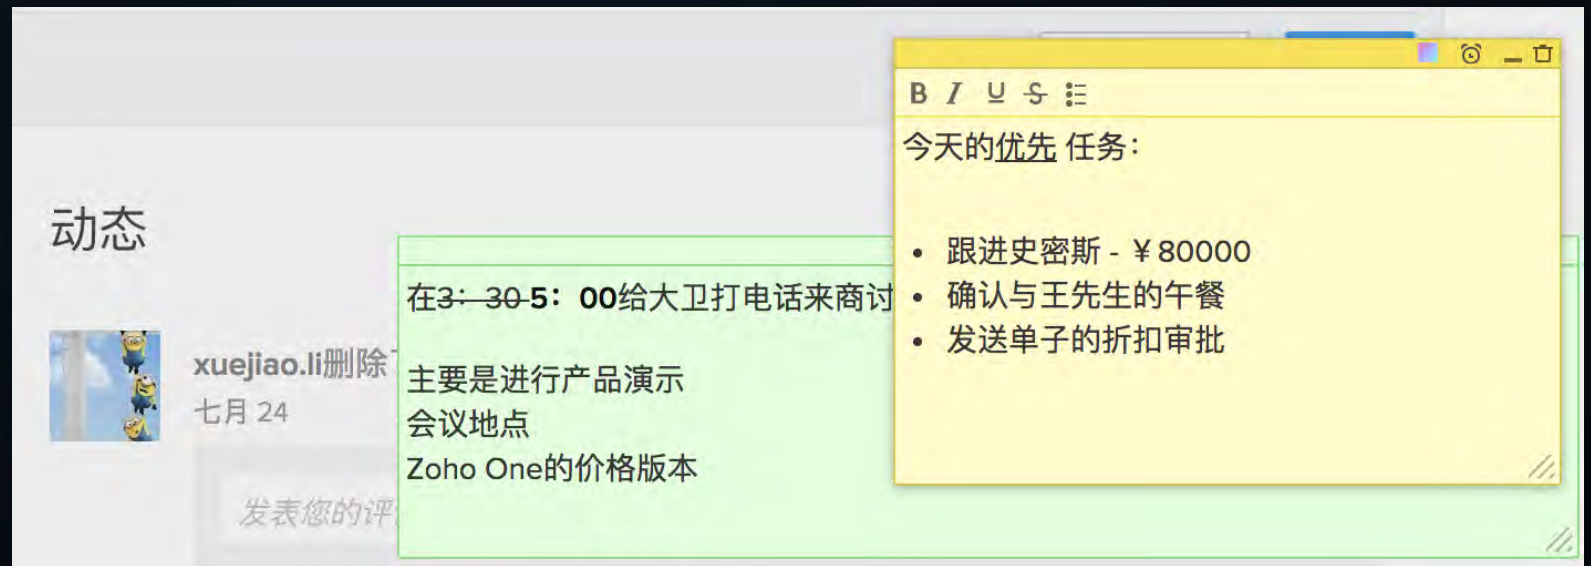 B I U S
今天的优先 任务：
跟进史密斯 - ￥80000
确认与王先生的午餐
发送单子的折扣审批
动态
在3：30 5：00给大卫打电话来商讨
主要是进行产品演示
会议地点
Zoho One的价格版本
xuejiao.li删除
七月 24
发表您的评